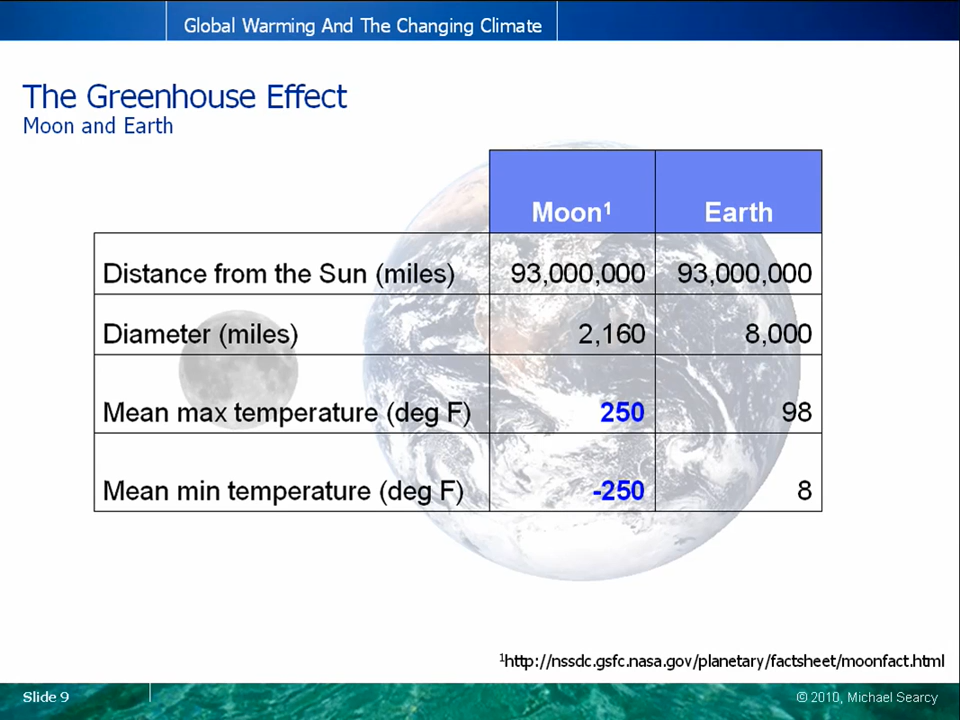 Global Warming And The Changing Climate
The Greenhouse Effect
Moon and Earth
Moon¹ Earth
Distance from the Sun (miles) 93,000,000 93,000,000
Diameter (miles) 2,160 8,000
Mean max temperature (deg F) 250 98
Mean min temperature (deg F) -250 8
¹http://nssdc.gsfc.nasa.gov/planetary/factsheet/moonfact.html
Slide 9 © 2010, Michael Searcy